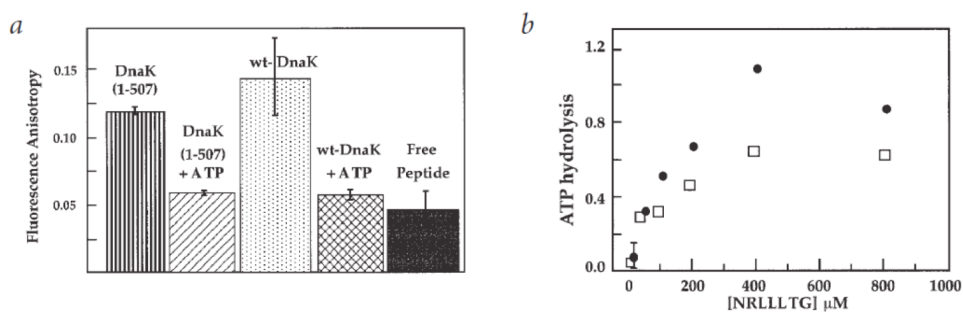 a
Fluorescence Anisotropy
0.15
0.10
0.05
DnaK
(1-507)
DnaK
(1-507)
+ ATP
wt-DnaK
wt-DnaK
+ ATP
Free
Peptide
b
ATP hydrolysis
1.2
0.8
0.4
0.0
0 200 400 600 800 1000
[NRLLLTG] μM